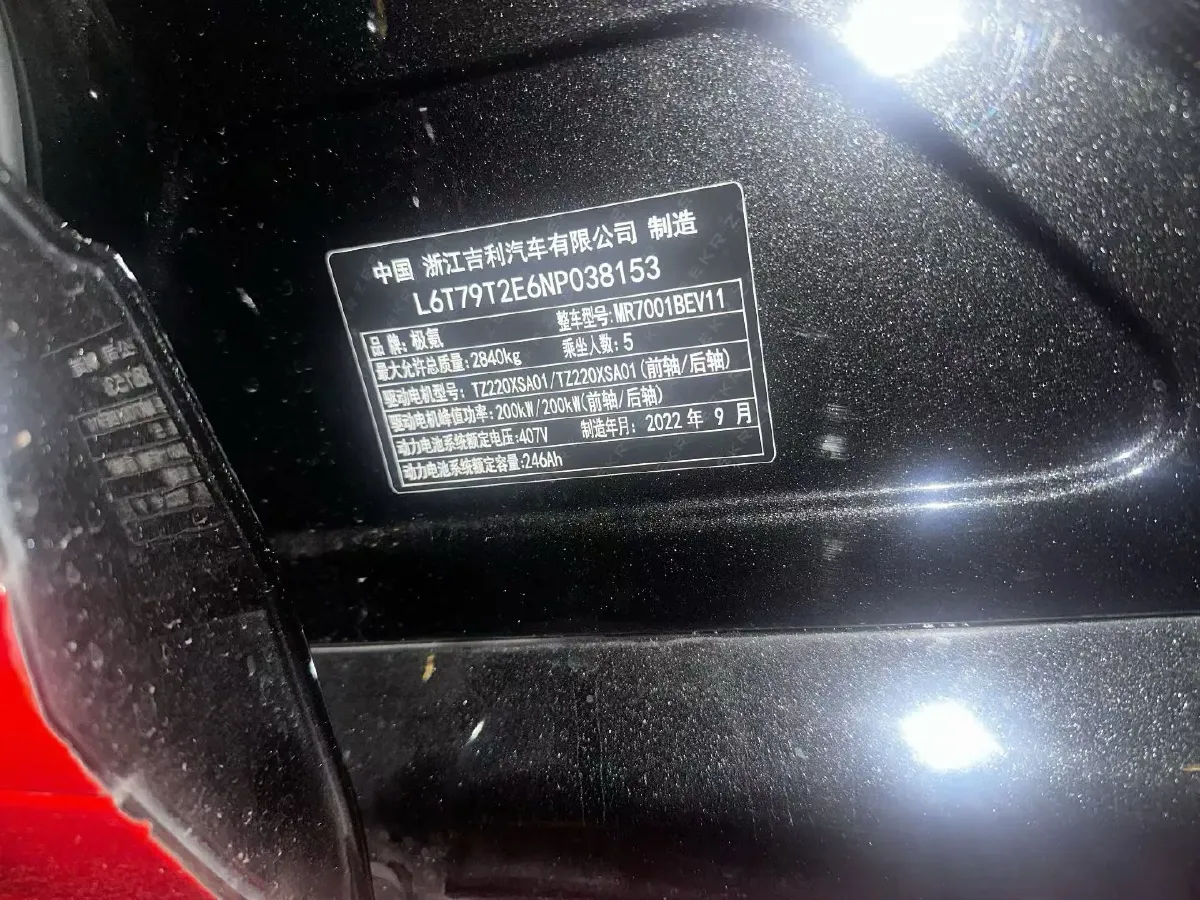 中国 浙江吉利汽车有限公司 制造
L6T79T2E6NP038153
品牌:极氪 整车型号:MR7001BEV11
最大允许总质量:2840kg 乘坐人数:5
驱动电机型号: TZ220XSA01/TZ220XSA01(前轴/后轴)
驱动电机峰值功率:200kW/200kW(前轴/后轴)
动力电池系统额定电压:407V 制造年月: 2022 年 9 月
动力电池系统额定容量:246Ah